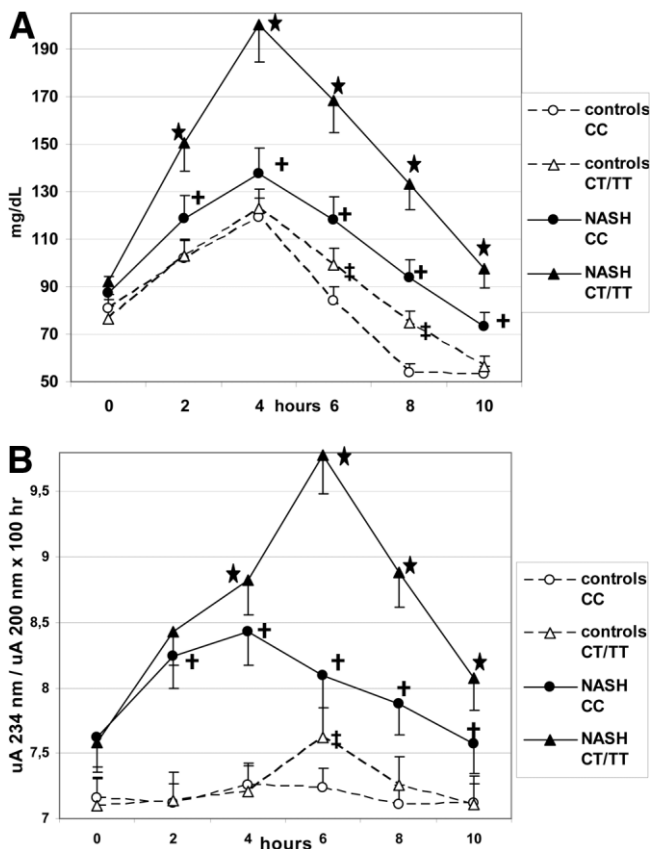 A
190
170
150
130
110
90
70
50
mg/dL
0 2 4 hours 6 8 10
controls
CC
controls
CT/TT
NASH
CC
NASH
CT/TT
B
9,5
9
8,5
8
7,5
7
uA 234 nm / uA 200 nm x 100 hr
0 2 4 6 8 10
hours
controls
CC
controls
CT/TT
NASH
CC
NASH
CT/TT